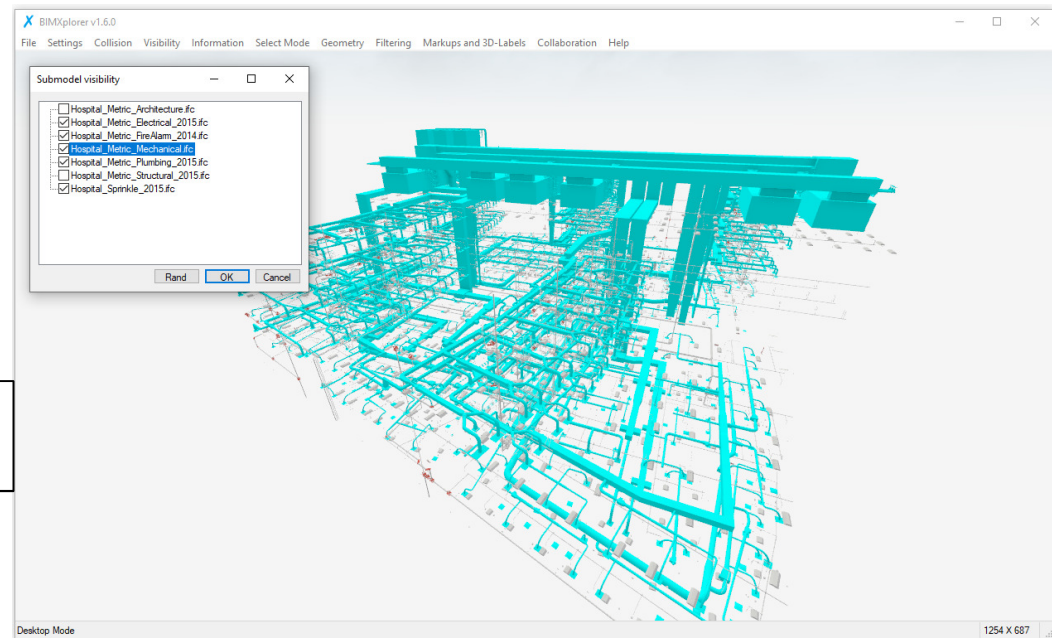 BIMXplorer v1.6.0
File Settings Collision Visibility Information Select Mode Geometry Filtering Markups and 3D-Labels Collaboration Help
Submodel visibility
Hospital_Metric_Architecture.ifc
Hospital_Metric_Electrical_2015.ifc
Hospital_Metric_FireAlarm_2014.ifc
Hospital_Metric_Mechanical.ifc
Hospital_Metric_Plumbing_2015.ifc
Hospital_Metric_Structural_2015.ifc
Hospital_Sprinkle_2015.ifc
Rand OK Cancel
Desktop Mode 1254 X 687